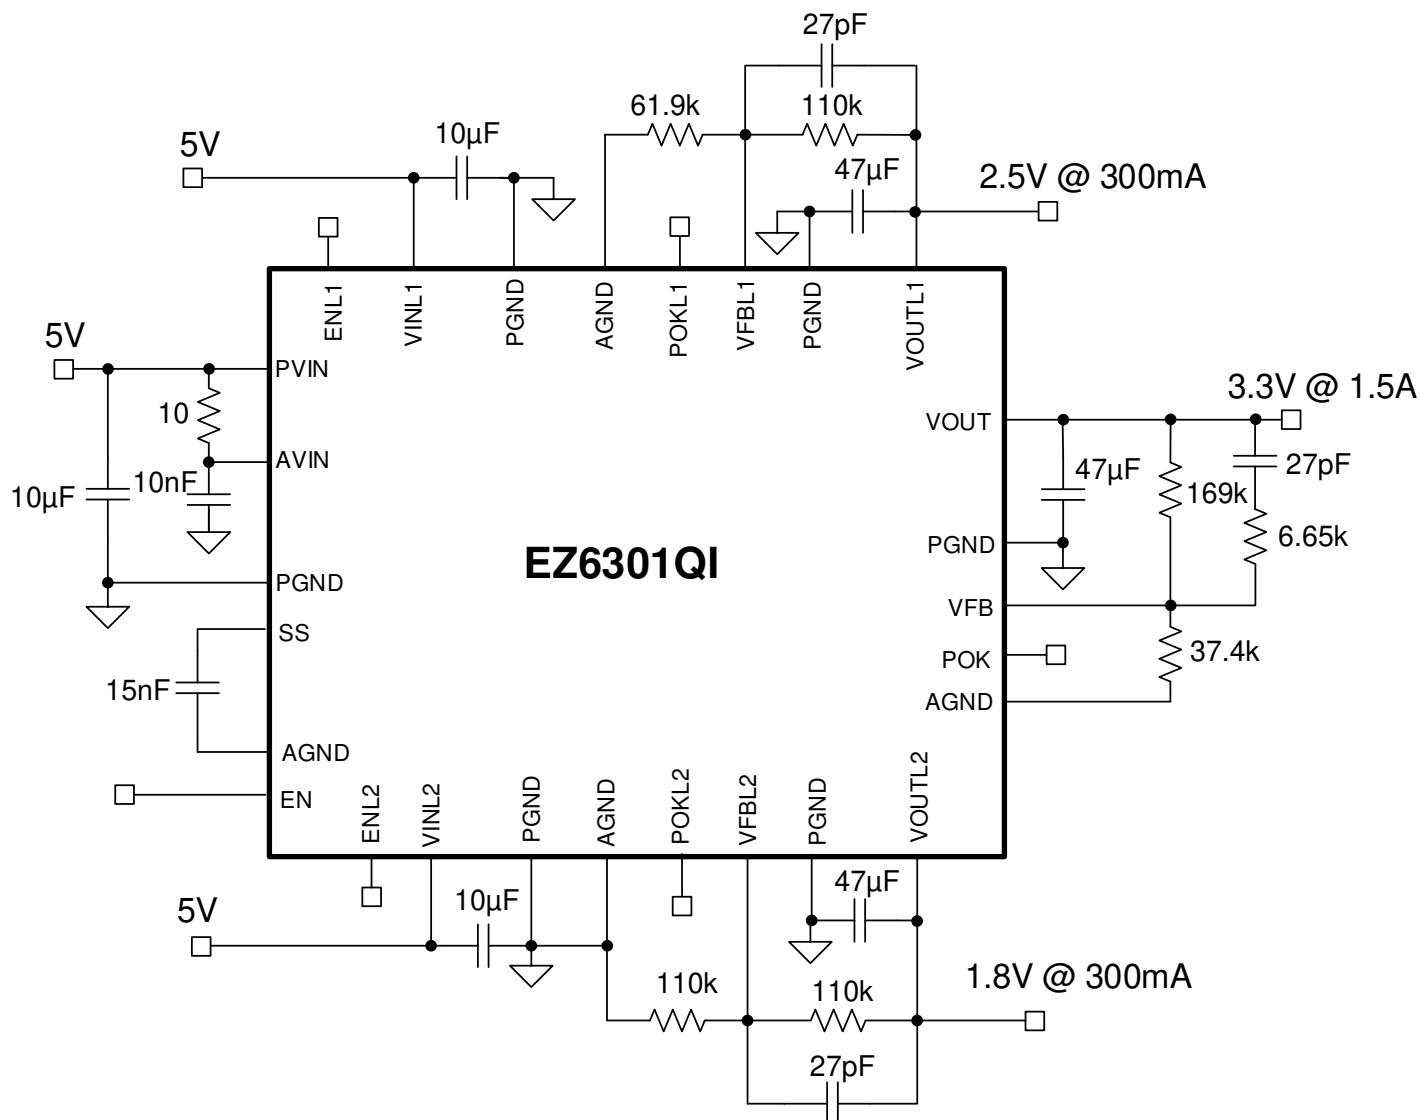 27pF
61.9k
110k
10µF
5V
47µF
2.5V @ 300mA
ENL1
VINL1
PGND
AGND
POKL1
VFBL1
PGND
VOUTL1
5V
PVIN
3.3V @ 1.5A
10
VOUT
AVIN
27pF
47µF
10nF
10µF
169k
6.65k
PGND
EZ6301QI
PGND
VFB
SS
37.4k
POK
15nF
AGND
AGND
EN
ENL2
VINL2
PGND
AGND
POKL2
VFBL2
PGND
VOUTL2
47µF
10µF
5V
110k
110k
1.8V @ 300mA
27pF